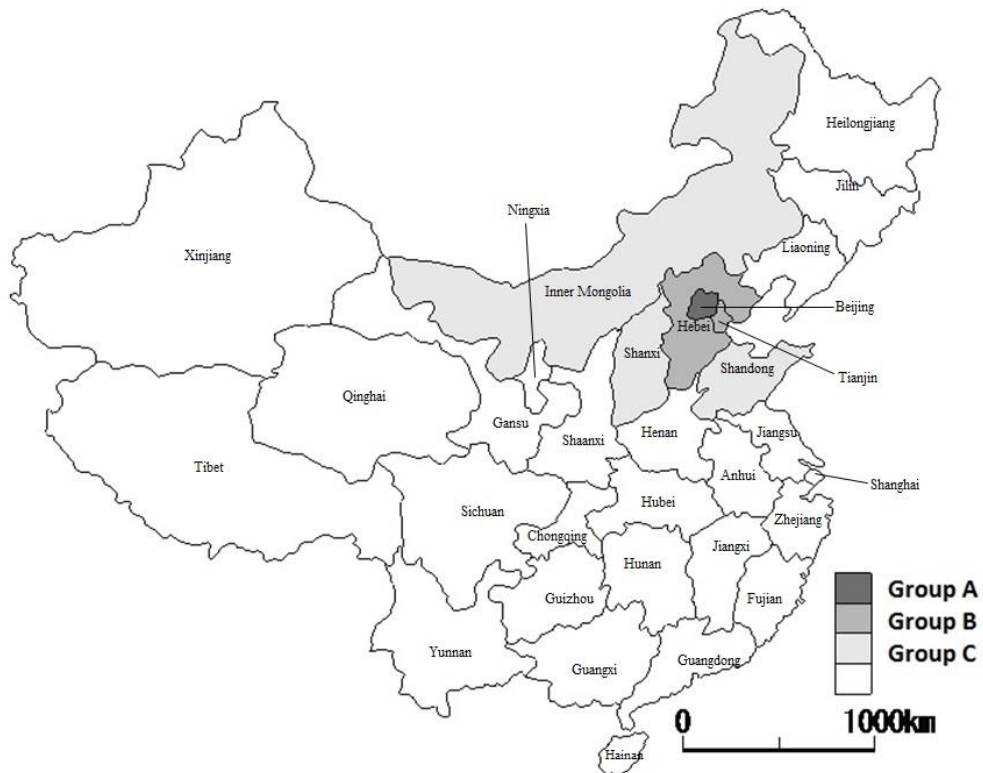 Heilongjiang
Jilin
Ningxia
Liaoning
Xinjiang
Inner Mongolia
Beijing
Hebei
Shanxi
Shandong
Tianjin
Qinghai
Gansu
Shaanxi
Henan
Jiangsu
Tibet
Anhui
Shanghai
Sichuan
Hubei
Zhejiang
Chongqing
Jiangxi
Hunan
Guizhou
Fujian
Group A
Group B
Group C
Yunnan
Guangxi
Guangdong
0 1000km
Hainan